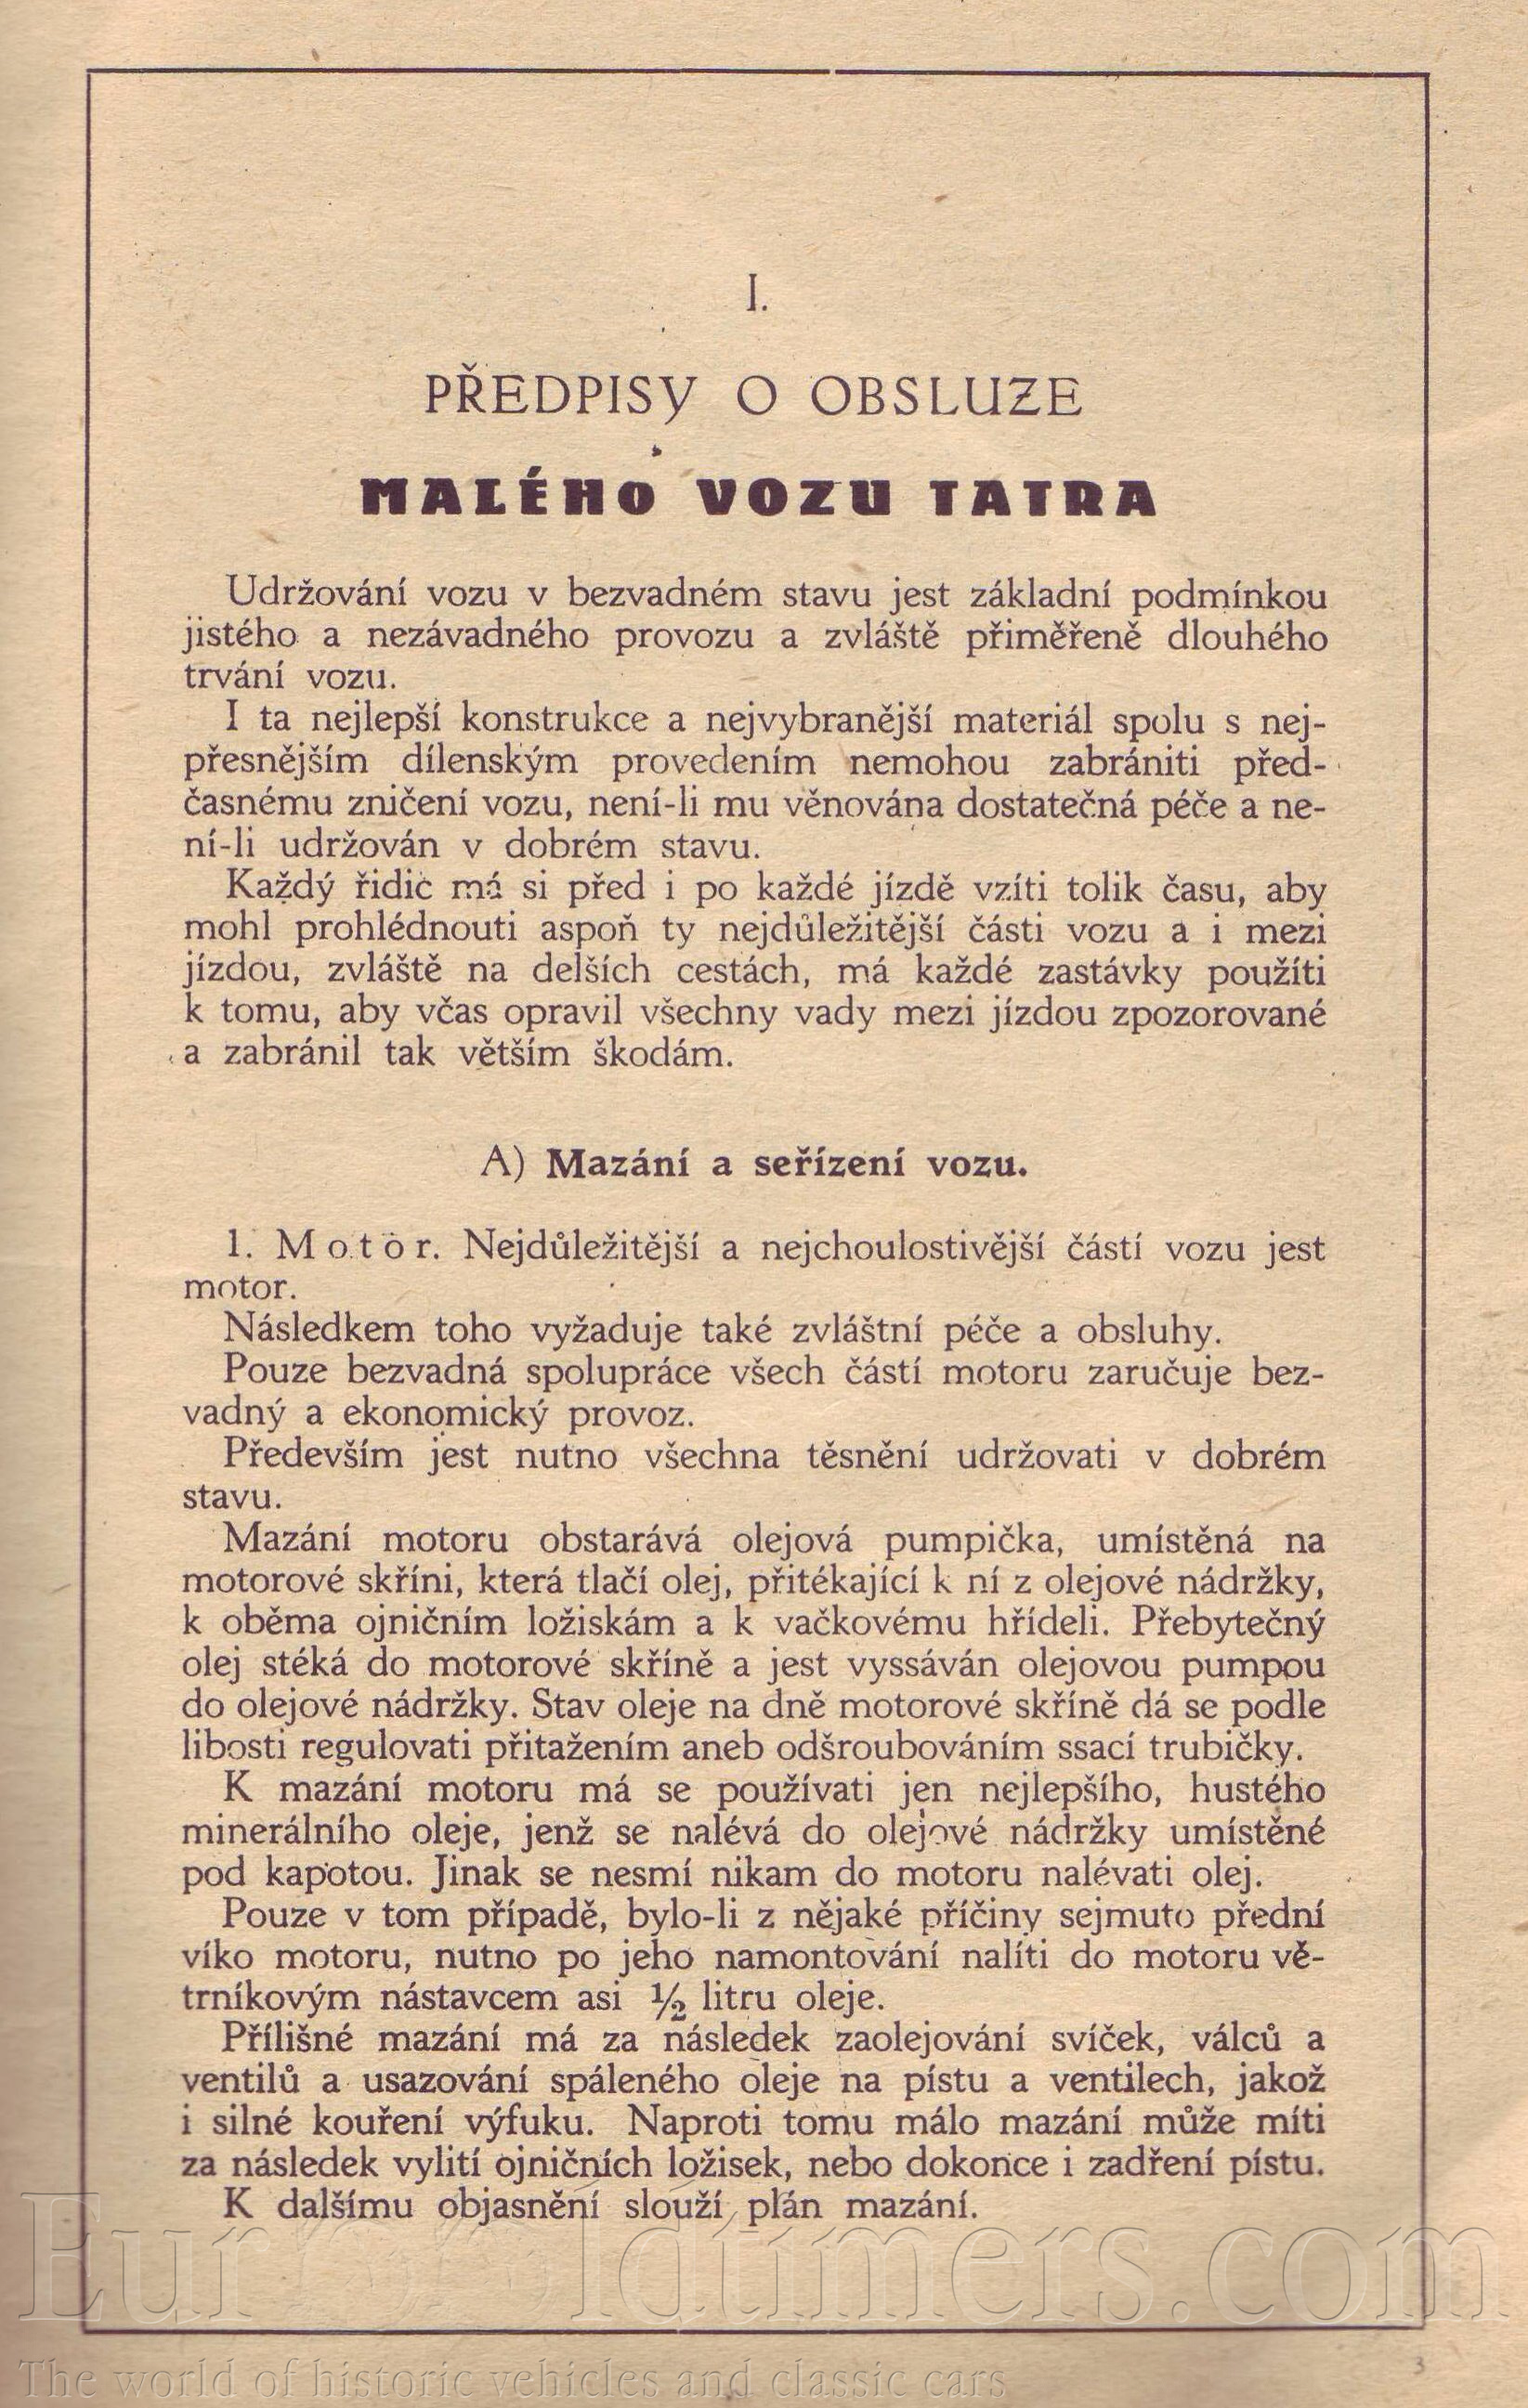 I.
PŘEDPISY O OBSLUZE
MALÉHO VOZU TATRA
Udržování vozu v bezvadném stavu jest základní podmínkou
jistého a nezávadného provozu a zvláště přiměřeně dlouhého
trvání vozu.
I ta nejlepší konstrukce a nejvybranější materiál spolu s nej-
přesnějším dílenským provedením nemohou zabrániti před-
časnému zničení vozu, není-li mu věnována dostatečná péče a ne-
ní-li udržován v dobrém stavu.
Každý řidič má si před i po každé jízdě vzíti tolik času, aby
mohl prohlédnouti aspoň ty nejdůležitější části vozu a i mezi
jízdou, zvláště na delších cestách, má každé zastávky použíti
k tomu, aby včas opravil všechny vady mezi jízdou zpozorované
a zabránil tak větším škodám.
A) Mazání a seřízení vozu.
1. Motor. Nejdůležitější a nejchoulostivější částí vozu jest
motor.
Následkem toho vyžaduje také zvláštní péče a obsluhy.
Pouze bezvadná spolupráce všech částí motoru zaručuje bez-
vadný a ekonomický provoz.
Především jest nutno všechna těsnění udržovati v dobrém
stavu.
Mazání motoru obstarává olejová pumpička, umístěná na
motorové skříni, která tlačí olej, přitékající k ní z olejové nádržky,
k oběma ojničním ložiskám a k vačkovému hřídeli. Přebytečný
olej stéká do motorové skříně a jest vyssáván olejovou pumpou
do olejové nádržky. Stav oleje na dně motorové skříně dá se podle
libosti regulovati přitažením aneb odšroubováním ssací trubičky.
K mazání motoru má se používati jen nejlepšího, hustého
minerálního oleje, jenž se nalévá do olejové nádržky umístěné
pod kapotou. Jinak se nesmí nikam do motoru nalévati olej.
Pouze v tom případě, bylo-li z nějaké příčiny sejmuto přední
víko motoru, nutno po jeho namontování nalíti do motoru vě-
trníkovým nástavcem asi ½ litru oleje.
Přílišné mazání má za následek zaolejování svíček, válců a
ventilů a usazování spáleného oleje na pístu a ventilech, jakož
i silné kouření výfuku. Naproti tomu málo mazání může míti
za následek vylití ojničních ložisek, nebo dokonce i zadření pístu.
K dalšímu objasnění slouží plán mazání.
EuroOldtimers.com
The world of historic vehicles and classic cars
3